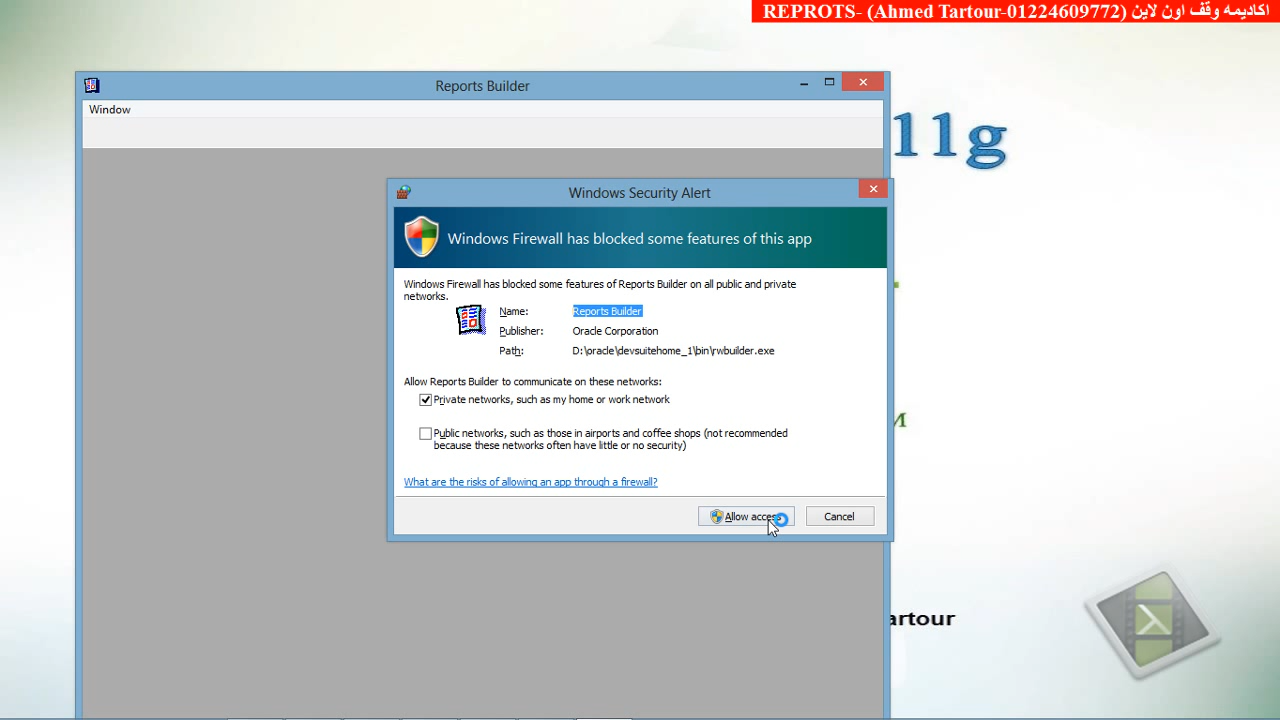 REPROTS- (Ahmed Tartour-01224609772) اكاديمه وقف اون لاين
Reports Builder
Window
11g
Windows Security Alert
Windows Firewall has blocked some features of this app
Windows Firewall has blocked some features of Reports Builder on all public and private
networks.
Name: Reports Builder
Publisher: Oracle Corporation
Path: D:\oracle\devsuitehome_1\bin\rwbuilder.exe
Allow Reports Builder to communicate on these networks:
Private networks, such as my home or work network
Public networks, such as those in airports and coffee shops (not recommended
because these networks often have little or no security)
What are the risks of allowing an app through a firewall?
Allow access
Cancel
artour